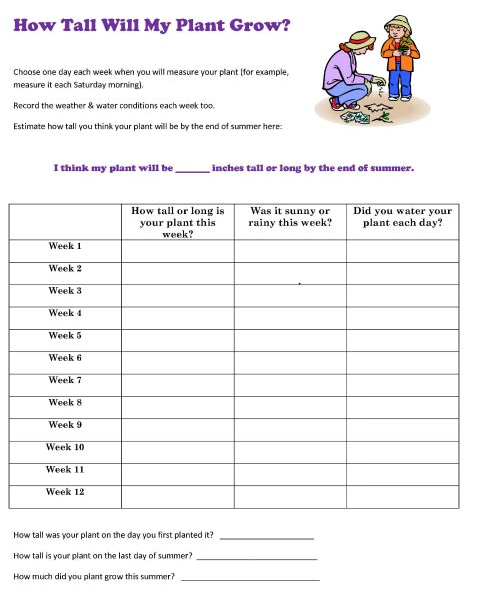 How Tall Will My Plant Grow?
Choose one day each week when you will measure your plant (for example,
measure it each Saturday morning).
Record the weather & water conditions each week too.
Estimate how tall you think your plant will be by the end of summer here:
I think my plant will be ______ inches tall or long by the end of summer.
How tall or long is your plant this week? Was it sunny or rainy this week? Did you water your plant each day?
Week 1
Week 2
Week 3
Week 4
Week 5
Week 6
Week 7
Week 8
Week 9
Week 10
Week 11
Week 12
How tall was your plant on the day you first planted it? ____________________
How tall is your plant on the last day of summer? __________________________
How much did you plant grow this summer? ______________________________